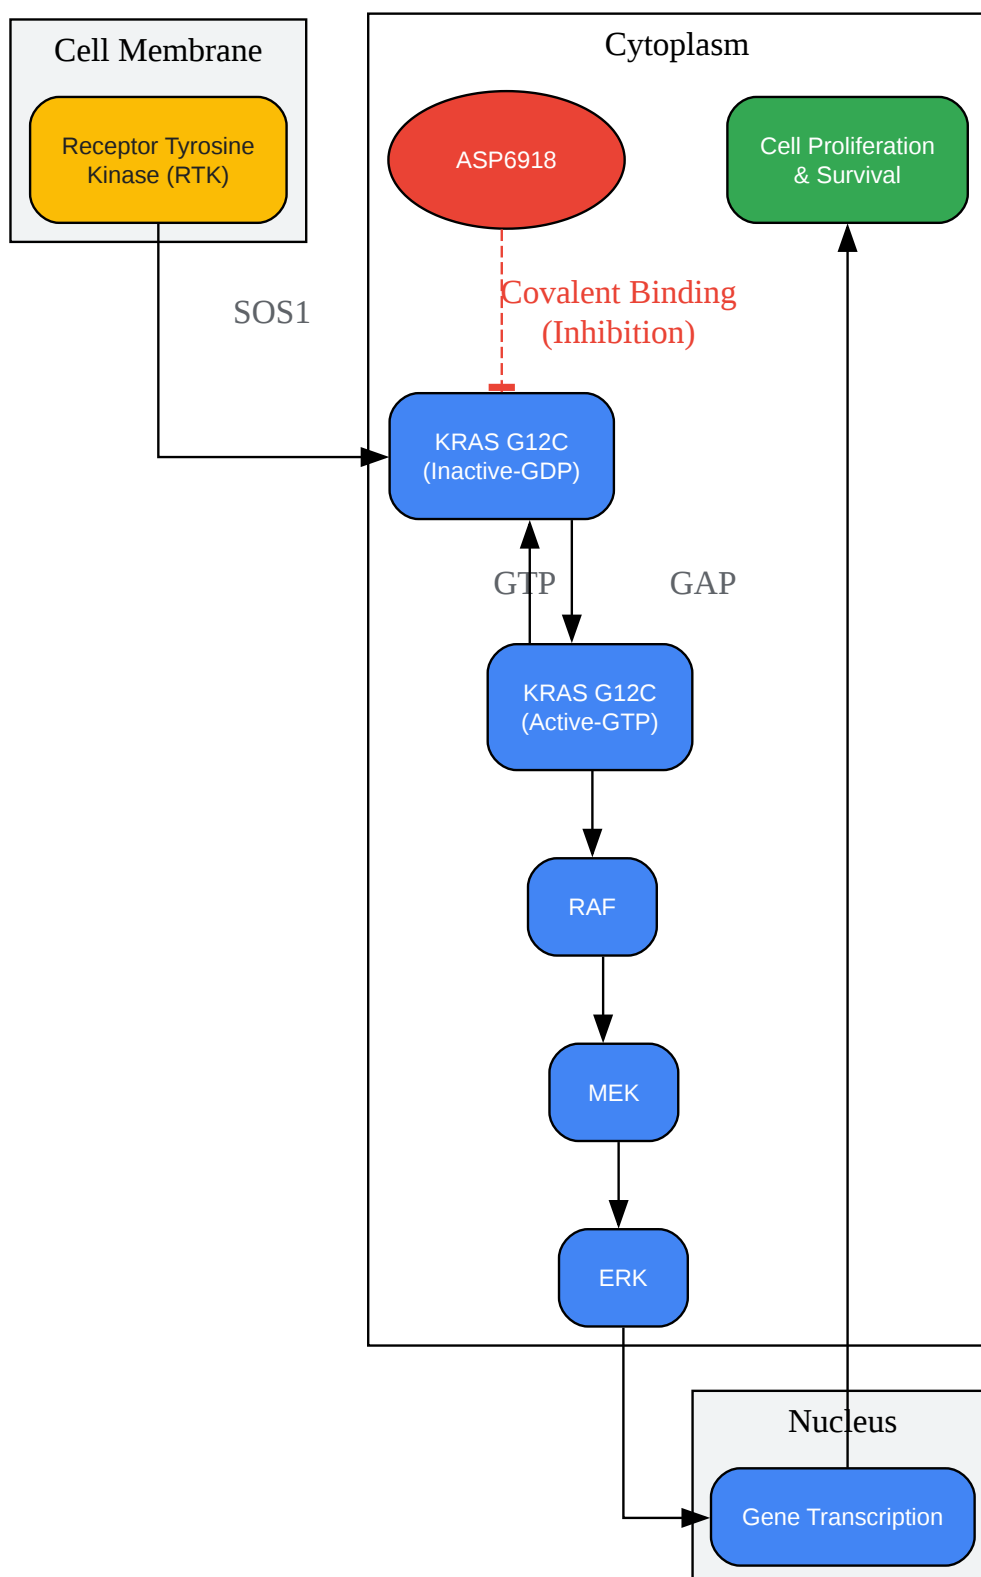 Cell Membrane
Receptor Tyrosine
Kinase (RTK)
Cytoplasm
ASP6918
Cell Proliferation
& Survival
SOS1
Covalent Binding
(Inhibition)
KRAS G12C
(Inactive-GDP)
GTP
GAP
KRAS G12C
(Active-GTP)
RAF
MEK
ERK
Nucleus
Gene Transcription